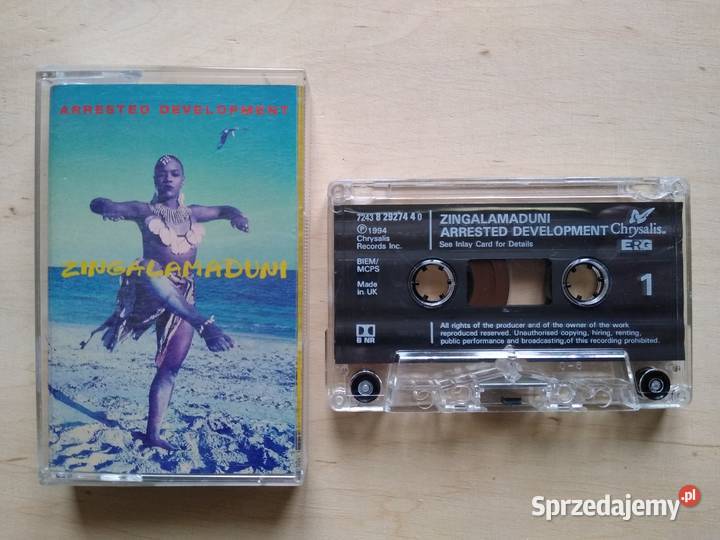 ARRESTED DEVELOPMENT
ZINGALAMADUNI
7243 8 29274 4 0
℗1994
Chrysalis
Records Inc.
BIEM/
MCPS
Made
in UK
B NR
ZINGALAMADUNI
ARRESTED DEVELOPMENT
See Inlay Card for Details
Chrysalis
ERG
1
All rights of the producer and of the owner of the work
reproduced reserved. Unauthorised copying, hiring, renting,
public performance and broadcasting,of this recording prohibited.
Sprzedajemy.pl